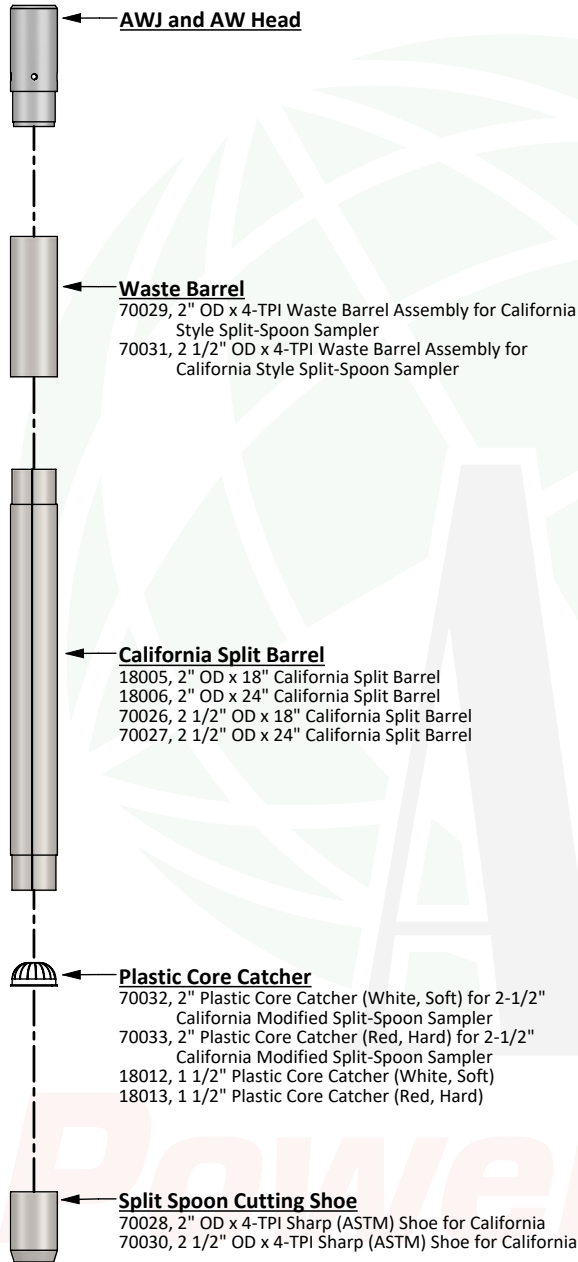 AWJ and AW Head
Waste Barrel
70029, 2" OD x 4-TPI Waste Barrel Assembly for California
Style Split-Spoon Sampler
70031, 2 1/2" OD x 4-TPI Waste Barrel Assembly for
California Style Split-Spoon Sampler
California Split Barrel
18005, 2" OD x 18" California Split Barrel
18006, 2" OD x 24" California Split Barrel
70026, 2 1/2" OD x 18" California Split Barrel
70027, 2 1/2" OD x 24" California Split Barrel
Plastic Core Catcher
70032, 2" Plastic Core Catcher (White, Soft) for 2-1/2"
California Modified Split-Spoon Sampler
70033, 2" Plastic Core Catcher (Red, Hard) for 2-1/2"
California Modified Split-Spoon Sampler
18012, 1 1/2" Plastic Core Catcher (White, Soft)
18013, 1 1/2" Plastic Core Catcher (Red, Hard)
Power
Split Spoon Cutting Shoe
70028, 2" OD x 4-TPI Sharp (ASTM) Shoe for California
70030, 2 1/2" OD x 4-TPI Sharp (ASTM) Shoe for California